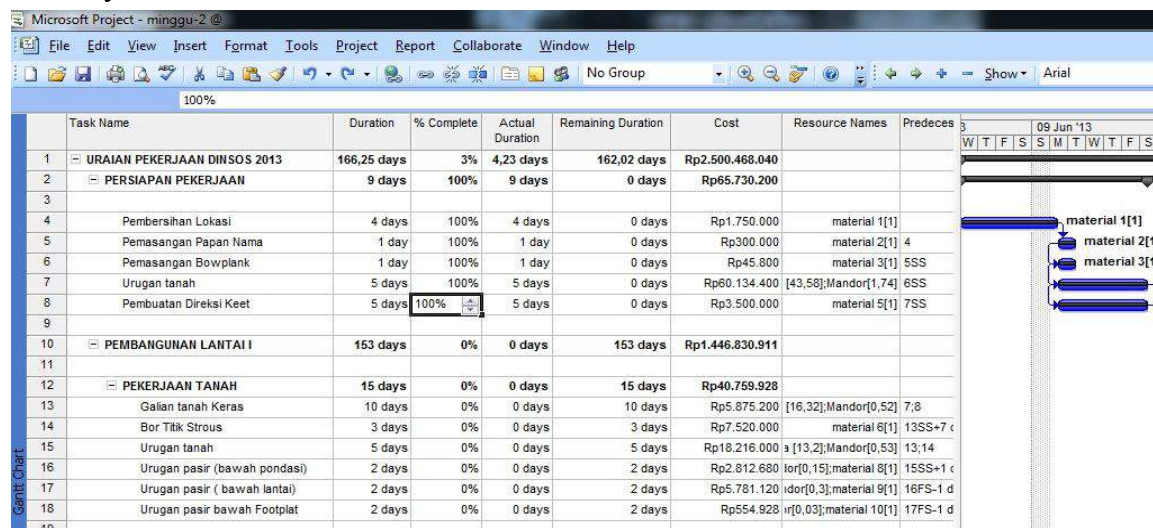 Microsoft Project - minggu-2 @
File Edit View Insert Format Tools Project Report Collaborate Window Help
No Group Show Arial
100%
Task Name Duration % Complete Actual Duration Remaining Duration Cost Resource Names Predeces 09 Jun '13
W T F S S M T W T F S
1 URAIAN PEKERJAAN DINSOS 2013 166,25 days 3% 4,23 days 162,02 days Rp2.500.468.040
2 PERSIAPAN PEKERJAAN 9 days 100% 9 days 0 days Rp65.730.200
3
4 Pembersihan Lokasi 4 days 100% 4 days 0 days Rp1.750.000 material 1[1] material 1[1]
5 Pemasangan Papan Nama 1 day 100% 1 day 0 days Rp300.000 material 2[1] 4 material 2[1
6 Pemasangan Bowplank 1 day 100% 1 day 0 days Rp45.800 material 3[1] 5SS material 3[1
7 Urugan tanah 5 days 100% 5 days 0 days Rp60.134.400 [43,58];Mandor[1,74] 6SS
8 Pembuatan Direksi Keet 5 days 100% 5 days 0 days Rp3.500.000 material 5[1] 7SS
9
10 PEMBANGUNAN LANTAI I 153 days 0% 0 days 153 days Rp1.446.830.911
11
12 PEKERJAAN TANAH 15 days 0% 0 days 15 days Rp40.759.928
13 Galian tanah Keras 10 days 0% 0 days 10 days Rp5.875.200 [16,32];Mandor[0,52] 7;8
14 Bor Titik Strous 3 days 0% 0 days 3 days Rp7.520.000 material 6[1] 13SS+7
15 Urugan tanah 5 days 0% 0 days 5 days Rp18.216.000 a [13,2];Mandor[0,53] 13;14
16 Urugan pasir (bawah pondasi) 2 days 0% 0 days 2 days Rp2.812.680 dor[0,15];material 8[1] 15SS+1
17 Urugan pasir ( bawah lantai) 2 days 0% 0 days 2 days Rp5.781.120 dor[0,3];material 9[1] 16FS-1 d
18 Urugan pasir bawah Footplat 2 days 0% 0 days 2 days Rp554.928 r[0,03];material 10[1] 17FS-1 d
Gantt Chart